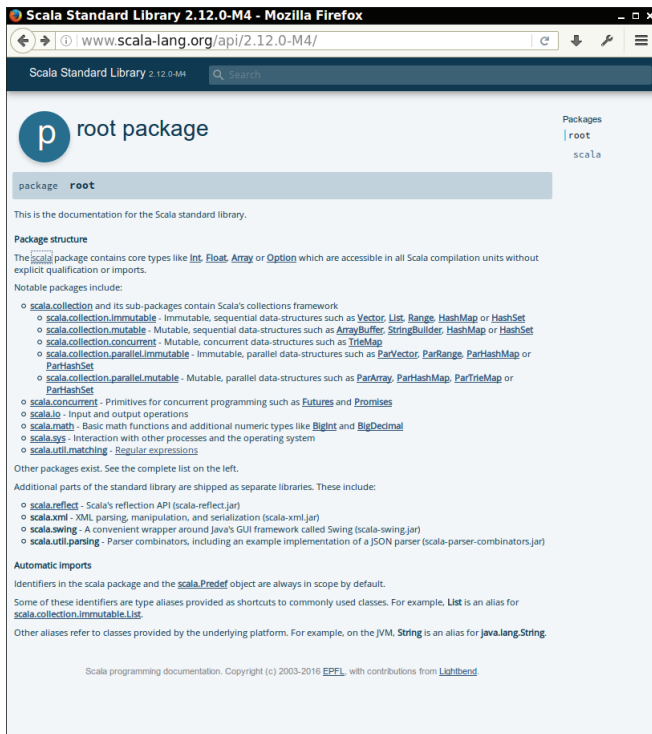 Scala Standard Library 2.12.0-M4 - Mozilla Firefox
www.scala-lang.org/api/2.12.0-M4/
Scala Standard Library 2.12.0-M4
Search
p
root package
Packages
root
scala
package root
This is the documentation for the Scala standard library.
Package structure
The scala package contains core types like Int, Float, Array or Option which are accessible in all Scala compilation units without
explicit qualification or imports.
Notable packages include:
scala.collection and its sub-packages contain Scala's collections framework
scala.collection.immutable - Immutable, sequential data-structures such as Vector, List, Range, HashMap or HashSet
scala.collection.mutable - Mutable, sequential data-structures such as ArrayBuffer, StringBuilder, HashMap or HashSet
scala.collection.concurrent - Mutable, concurrent data-structures such as TrieMap
scala.collection.parallel.immutable - Immutable, parallel data-structures such as ParVector, ParRange, ParHashMap or
ParHashSet
scala.collection.parallel.mutable - Mutable, parallel data-structures such as ParArray, ParHashMap, ParTrieMap or
ParHashSet
scala.concurrent - Primitives for concurrent programming such as Futures and Promises
scala.io - Input and output operations
scala.math - Basic math functions and additional numeric types like BigInt and BigDecimal
scala.sys - Interaction with other processes and the operating system
scala.util.matching - Regular expressions
Other packages exist. See the complete list on the left.
Additional parts of the standard library are shipped as separate libraries. These include:
scala.reflect - Scala's reflection API (scala-reflect.jar)
scala.xml - XML parsing, manipulation, and serialization (scala-xml.jar)
scala.swing - A convenient wrapper around Java's GUI framework called Swing (scala-swing.jar)
scala.util.parsing - Parser combinators, including an example implementation of a JSON parser (scala-parser-combinators.jar)
Automatic imports
Identifiers in the scala package and the scala.Predef object are always in scope by default.
Some of these identifiers are type aliases provided as shortcuts to commonly used classes. For example, List is an alias for
scala.collection.immutable.List.
Other aliases refer to classes provided by the underlying platform. For example, on the JVM, String is an alias for java.lang.String.
Scala programming documentation. Copyright (c) 2003-2016 EPFL, with contributions from Lightbend.